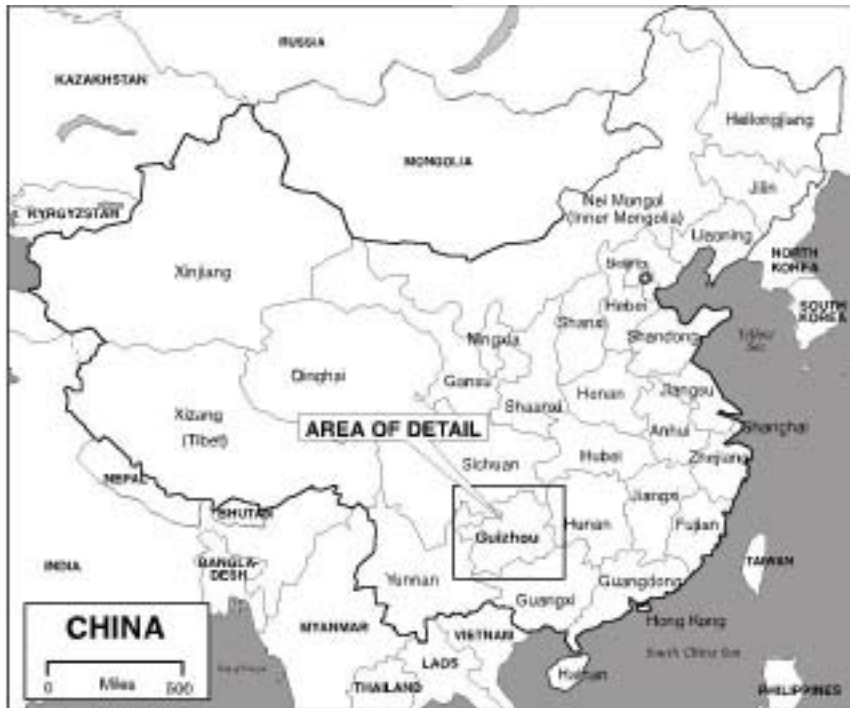 RUSSIA
KAZAKHSTAN
Heilongjiang
MONGOLIA
Jilin
Nei Mongol
(Inner Mongolia)
KYRGYZSTAN
Liaoning
NORTH
KOREA
Xinjiang
Beijing
Hebei
SOUTH
KOREA
Shanxi
Ningxia
Shandong
Yellow
Sea
Qinghai
Gansu
Henan
Jiangsu
Shaanxi
Xizang
(Tibet)
AREA OF DETAIL
Anhui
Shanghai
Hubei
Zhejiang
Sichuan
NEPAL
Jiangxi
BHUTAN
Hunan
Fujian
Guizhou
INDIA
BANGLA-
DESH
TAIWAN
Yunnan
Guangdong
Guangxi
CHINA
MYANMAR
Hong Kong
VIETNAM
South China Sea
LAOS
0 Miles 500
Hainan
THAILAND
PHILIPPINES